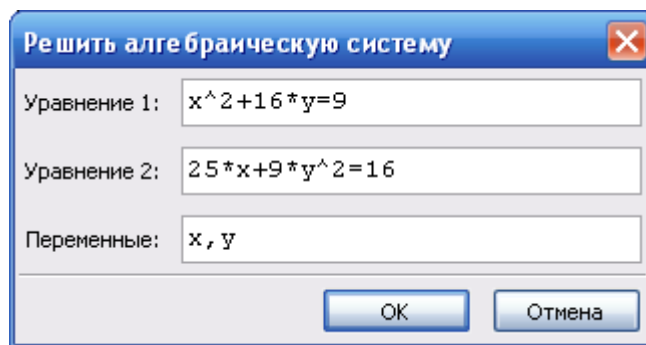 Решить алгебраическую систему
Уравнение 1: x^2+16*y=9
Уравнение 2: 25*x+9*y^2=16
Переменные: x,y
OK Отмена